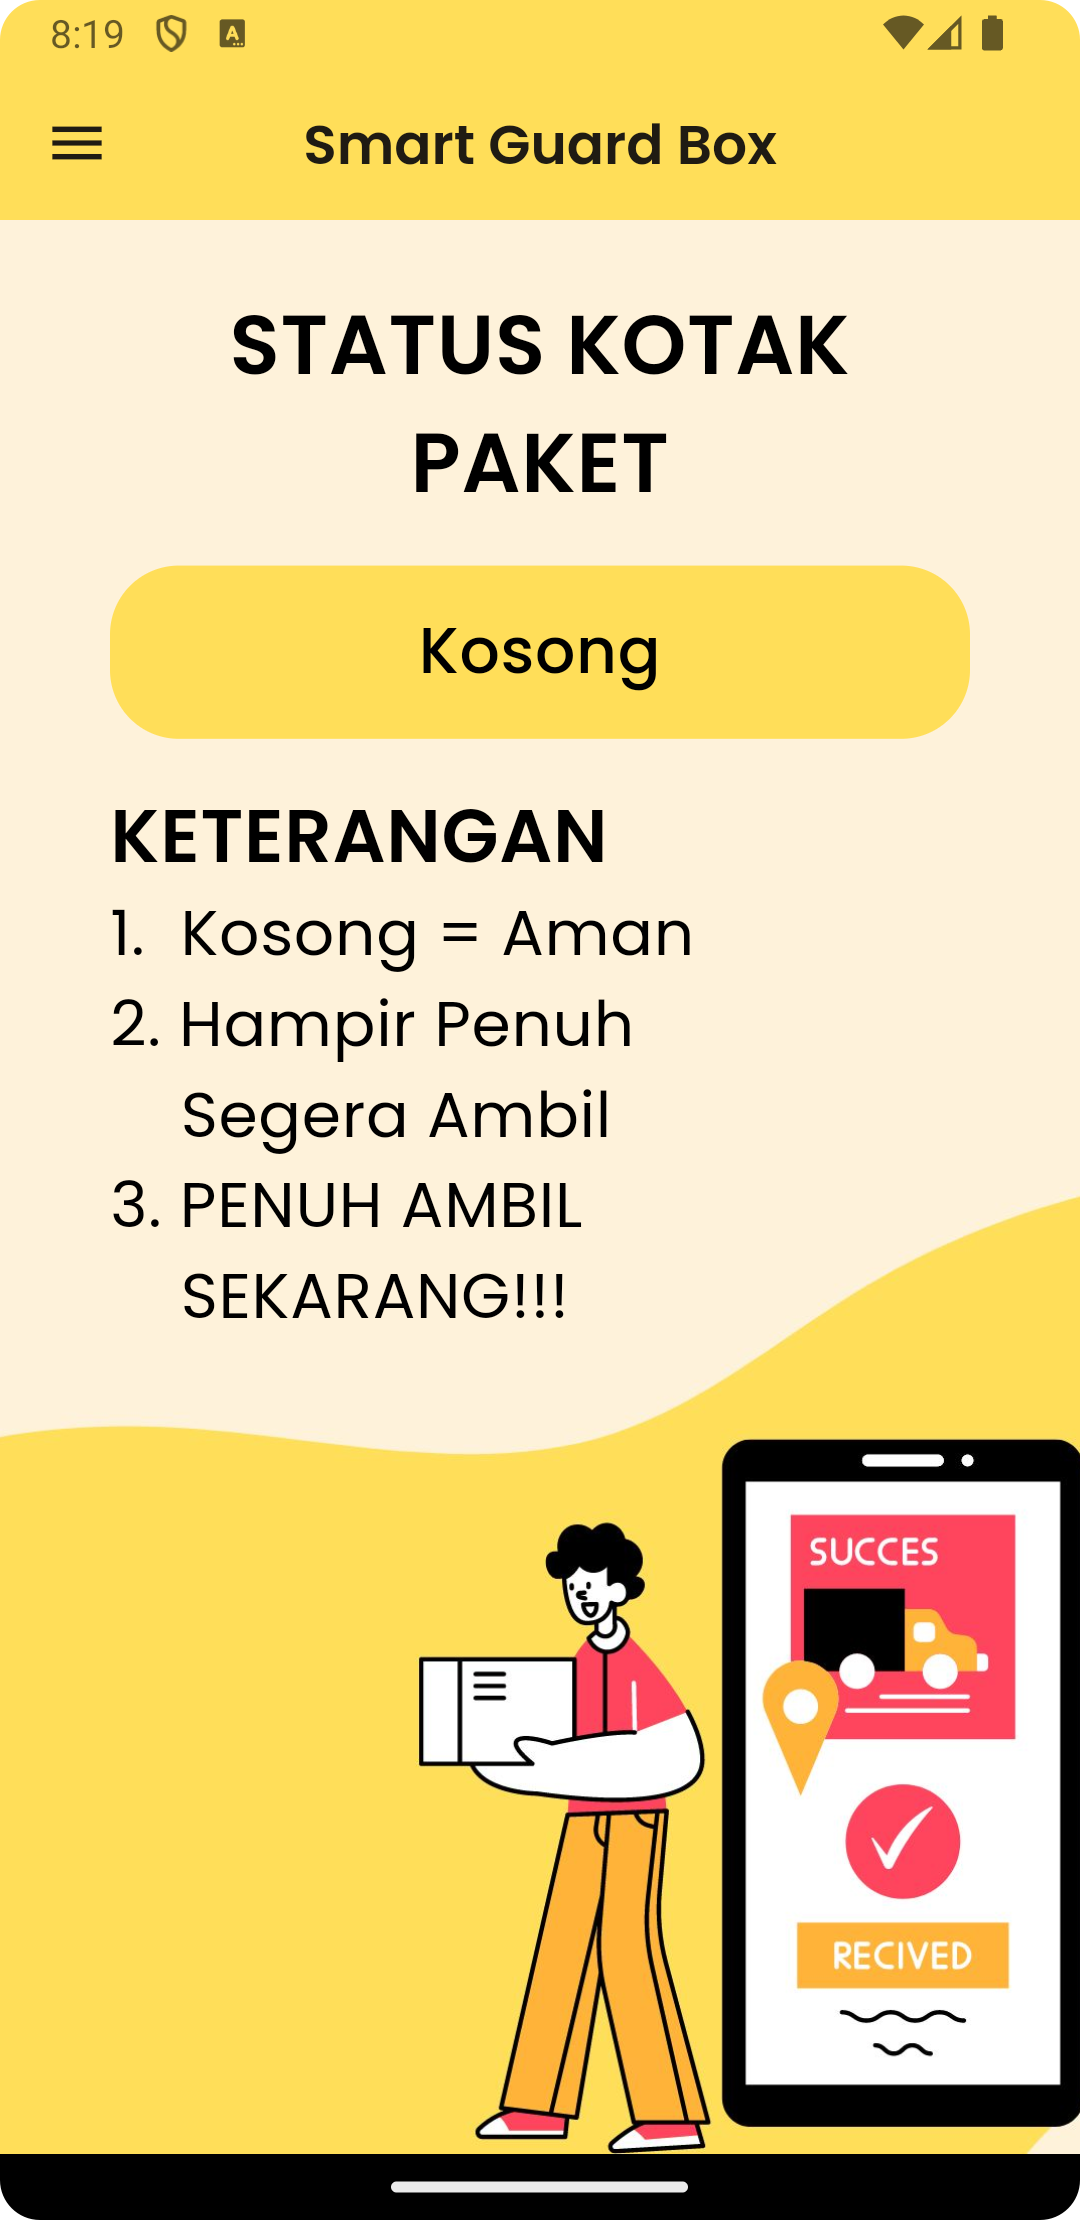 8:19
Smart Guard Box
STATUS KOTAK
PAKET
Kosong
KETERANGAN
1. Kosong = Aman
2. Hampir Penuh
Segera Ambil
3. PENUH AMBIL
SEKARANG!!!
SUCCES
RECIVED